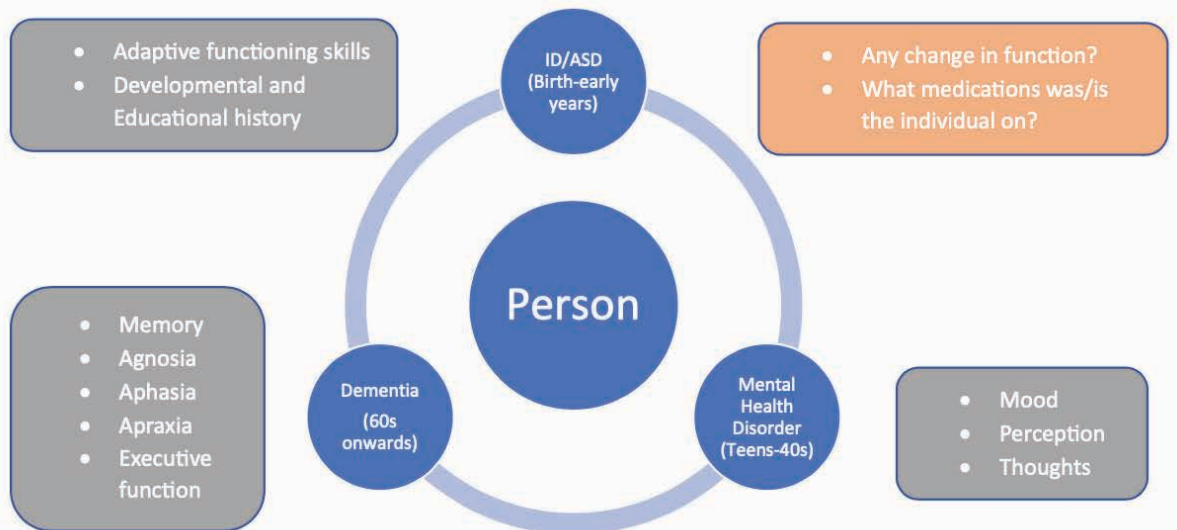 • Adaptive functioning skills
• Developmental and
Educational history
ID/ASD
(Birth-early
years)
• Any change in function?
• What medications was/is
the individual on?
Person
• Memory
• Agnosia
• Aphasia
• Apraxia
• Executive
function
Dementia
(60s
onwards)
Mental
Health
Disorder
(Teens-40s)
• Mood
• Perception
• Thoughts